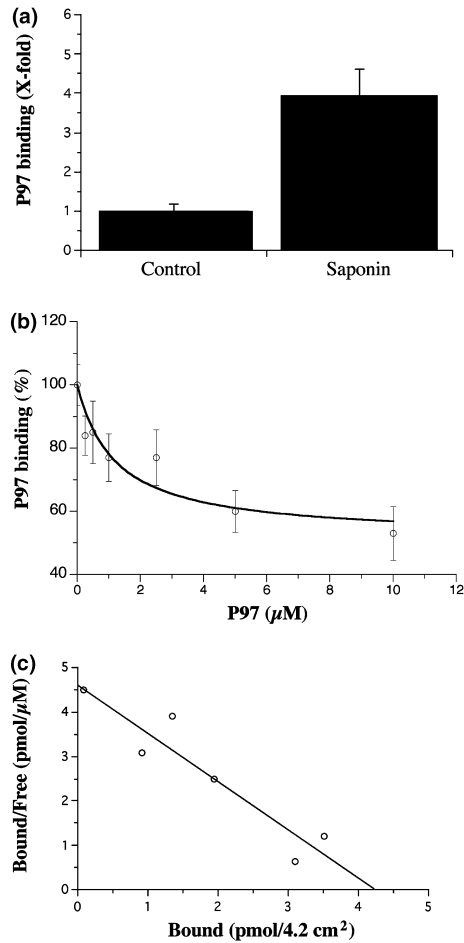 (a)
P97 binding (X-fold)
6
5
4
3
2
1
0
Control Saponin
(b)
P97 binding (%)
120
100
80
60
40
0 2 4 6 8 10 12
P97 (µM)
(c)
Bound/Free (pmol/µM)
5
4
3
2
1
0
0 1 2 3 4 5
Bound (pmol/4.2 cm²)